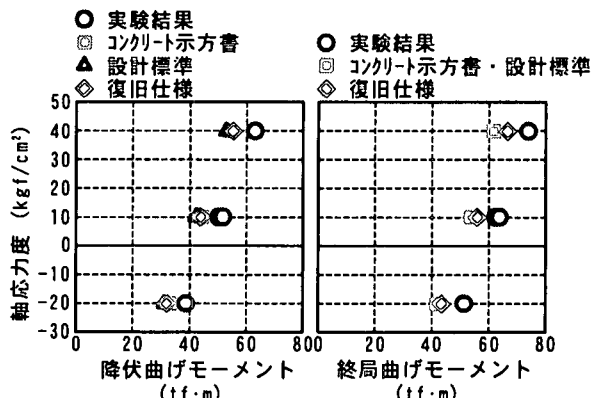 実験結果
コンクリート示方書
設計標準
復旧仕様
実験結果
コンクリート示方書・設計標準
復旧仕様
軸応力度 (kgf/cm²)
50
40
30
20
10
0
-10
-20
-30
0 20 40 60 80
0 20 40 60 80
降伏曲げモーメント
(tf·m)
終局曲げモーメント
(tf·m)